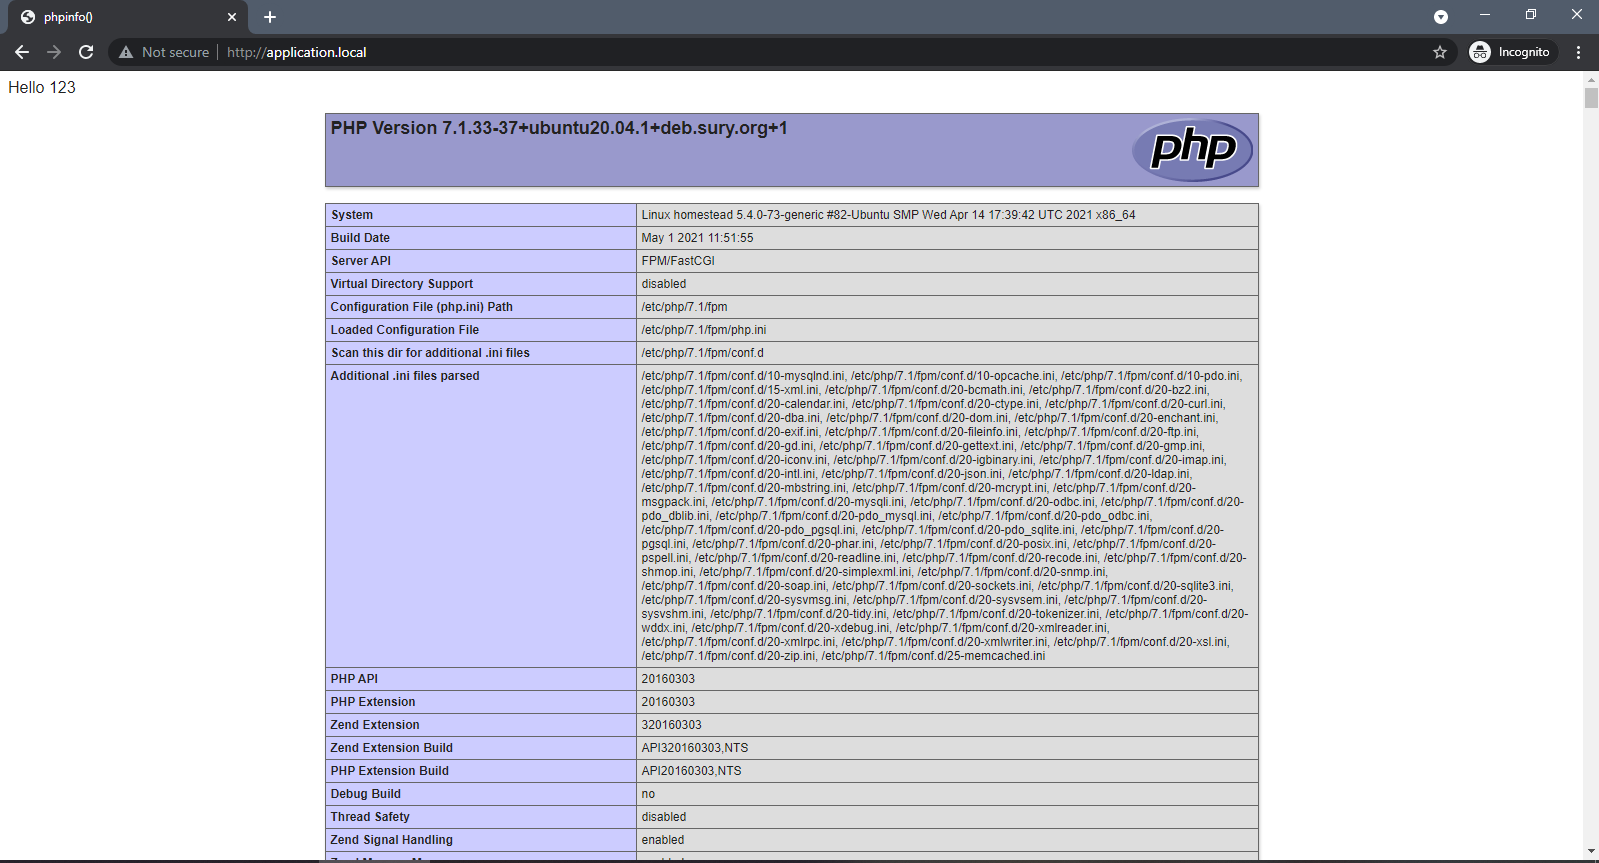 phpinfo()
Not secure
http://application.local
Incognito
Hello 123
PHP Version 7.1.33-37+ubuntu20.04.1+deb.sury.org+1
php
System Linux homestead 5.4.0-73-generic #82-Ubuntu SMP Wed Apr 14 17:39:42 UTC 2021 x86_64
Build Date May 1 2021 11:51:55
Server API FPM/FastCGI
Virtual Directory Support disabled
Configuration File (php.ini) Path /etc/php/7.1/fpm
Loaded Configuration File /etc/php/7.1/fpm/php.ini
Scan this dir for additional .ini files /etc/php/7.1/fpm/conf.d
Additional .ini files parsed /etc/php/7.1/fpm/conf.d/10-mysqlnd.ini, /etc/php/7.1/fpm/conf.d/10-opcache.ini, /etc/php/7.1/fpm/conf.d/10-pdo.ini,
/etc/php/7.1/fpm/conf.d/15-xml.ini, /etc/php/7.1/fpm/conf.d/20-bcmath.ini, /etc/php/7.1/fpm/conf.d/20-bz2.ini,
/etc/php/7.1/fpm/conf.d/20-calendar.ini, /etc/php/7.1/fpm/conf.d/20-ctype.ini, /etc/php/7.1/fpm/conf.d/20-curl.ini,
/etc/php/7.1/fpm/conf.d/20-dba.ini, /etc/php/7.1/fpm/conf.d/20-dom.ini, /etc/php/7.1/fpm/conf.d/20-enchant.ini,
/etc/php/7.1/fpm/conf.d/20-exif.ini, /etc/php/7.1/fpm/conf.d/20-fileinfo.ini, /etc/php/7.1/fpm/conf.d/20-ftp.ini,
/etc/php/7.1/fpm/conf.d/20-gd.ini, /etc/php/7.1/fpm/conf.d/20-gettext.ini, /etc/php/7.1/fpm/conf.d/20-gmp.ini,
/etc/php/7.1/fpm/conf.d/20-iconv.ini, /etc/php/7.1/fpm/conf.d/20-igbinary.ini, /etc/php/7.1/fpm/conf.d/20-imap.ini,
/etc/php/7.1/fpm/conf.d/20-intl.ini, /etc/php/7.1/fpm/conf.d/20-json.ini, /etc/php/7.1/fpm/conf.d/20-ldap.ini,
/etc/php/7.1/fpm/conf.d/20-mbstring.ini, /etc/php/7.1/fpm/conf.d/20-mcrypt.ini, /etc/php/7.1/fpm/conf.d/20-
msgpack.ini, /etc/php/7.1/fpm/conf.d/20-mysqli.ini, /etc/php/7.1/fpm/conf.d/20-odbc.ini, /etc/php/7.1/fpm/conf.d/20-
pdo_dblib.ini, /etc/php/7.1/fpm/conf.d/20-pdo_mysql.ini, /etc/php/7.1/fpm/conf.d/20-pdo_odbc.ini,
/etc/php/7.1/fpm/conf.d/20-pdo_pgsql.ini, /etc/php/7.1/fpm/conf.d/20-pdo_sqlite.ini, /etc/php/7.1/fpm/conf.d/20-
pgsql.ini, /etc/php/7.1/fpm/conf.d/20-phar.ini, /etc/php/7.1/fpm/conf.d/20-posix.ini, /etc/php/7.1/fpm/conf.d/20-
pspell.ini, /etc/php/7.1/fpm/conf.d/20-readline.ini, /etc/php/7.1/fpm/conf.d/20-recode.ini, /etc/php/7.1/fpm/conf.d/20-
shmop.ini, /etc/php/7.1/fpm/conf.d/20-simplexml.ini, /etc/php/7.1/fpm/conf.d/20-snmp.ini,
/etc/php/7.1/fpm/conf.d/20-soap.ini, /etc/php/7.1/fpm/conf.d/20-sockets.ini, /etc/php/7.1/fpm/conf.d/20-sqlite3.ini,
/etc/php/7.1/fpm/conf.d/20-sysvmsg.ini, /etc/php/7.1/fpm/conf.d/20-sysvsem.ini, /etc/php/7.1/fpm/conf.d/20-
sysvshm.ini, /etc/php/7.1/fpm/conf.d/20-tidy.ini, /etc/php/7.1/fpm/conf.d/20-tokenizer.ini, /etc/php/7.1/fpm/conf.d/20-
wddx.ini, /etc/php/7.1/fpm/conf.d/20-xdebug.ini, /etc/php/7.1/fpm/conf.d/20-xmlreader.ini,
/etc/php/7.1/fpm/conf.d/20-xmlrpc.ini, /etc/php/7.1/fpm/conf.d/20-xmlwriter.ini, /etc/php/7.1/fpm/conf.d/20-xsl.ini,
/etc/php/7.1/fpm/conf.d/20-zip.ini, /etc/php/7.1/fpm/conf.d/25-memcached.ini
PHP API 20160303
PHP Extension 20160303
Zend Extension 320160303
Zend Extension Build API320160303,NTS
PHP Extension Build API20160303,NTS
Debug Build no
Thread Safety disabled
Zend Signal Handling enabled